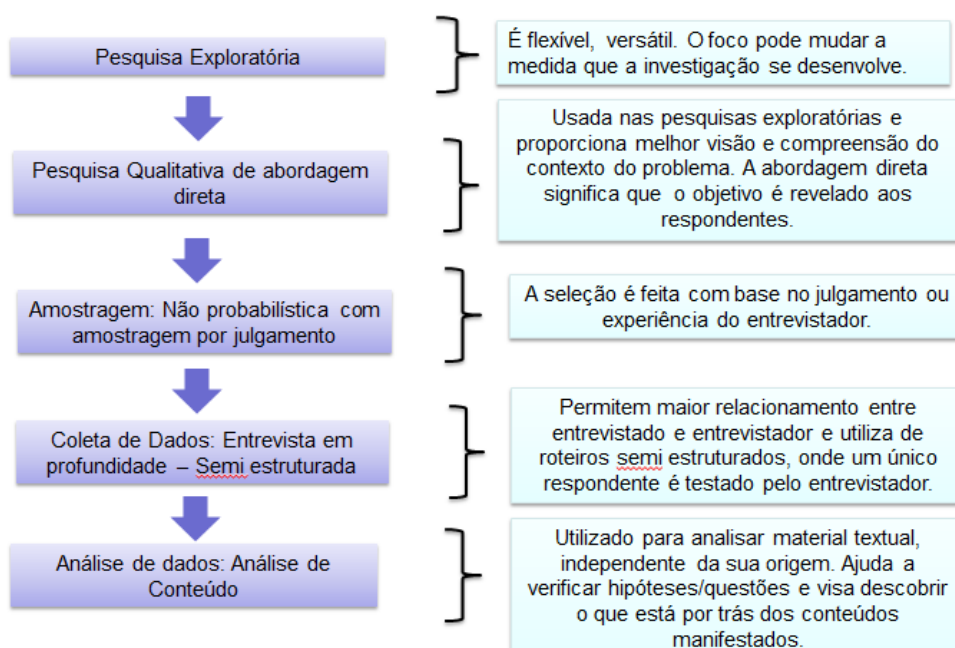 Pesquisa Exploratória
É flexível, versátil. O foco pode mudar a
medida que a investigação se desenvolve.
Pesquisa Qualitativa de abordagem
direta
Usada nas pesquisas exploratórias e
proporciona melhor visão e compreensão do
contexto do problema. A abordagem direta
significa que o objetivo é revelado aos
respondentes.
Amostragem: Não probabilística com
amostragem por julgamento
A seleção é feita com base no julgamento ou
experiência do entrevistador.
Coleta de Dados: Entrevista em
profundidade – Semi estruturada
Permitem maior relacionamento entre
entrevistado e entrevistador e utiliza de
roteiros semi estruturados, onde um único
respondente é testado pelo entrevistador.
Análise de dados: Análise de
Conteúdo
Utilizado para analisar material textual,
independente da sua origem. Ajuda a
verificar hipóteses/questões e visa descobrir
o que está por trás dos conteúdos
manifestados.